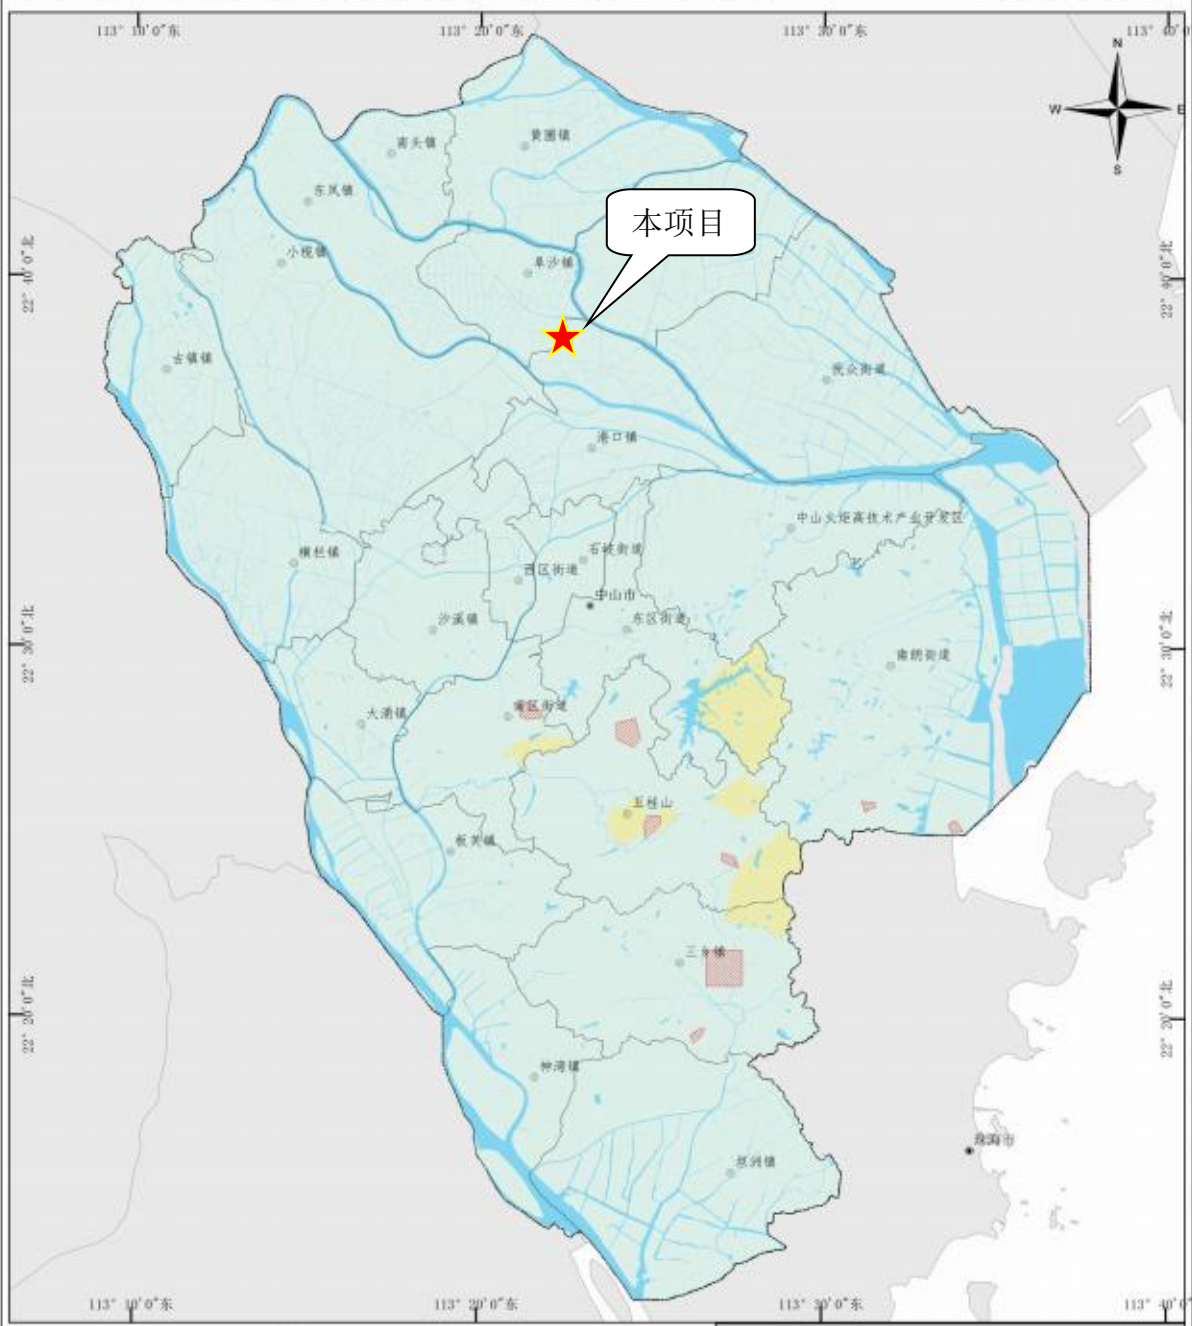 113° 10′0″东
113° 20′0″东
113° 30′0″东
113° 40′0″
N
W
E
S
南头镇
黄圃镇
东凤镇
本项目
小榄镇
阜沙镇
22° 40′0″北
22° 40′0″北
古镇镇
民众街道
港口镇
中山火炬高技术产业开发区
横栏镇
石岐街道
西区街道
中山市
沙溪镇
东区街道
22° 30′0″北
22° 30′0″北
南朗街道
大涌镇
南区街道
五桂山
板芙镇
三乡镇
22° 20′0″北
22° 20′0″北
神湾镇
珠海市
坦洲镇
113° 10′0″东
113° 20′0″东
113° 30′0″东
113° 40′0″